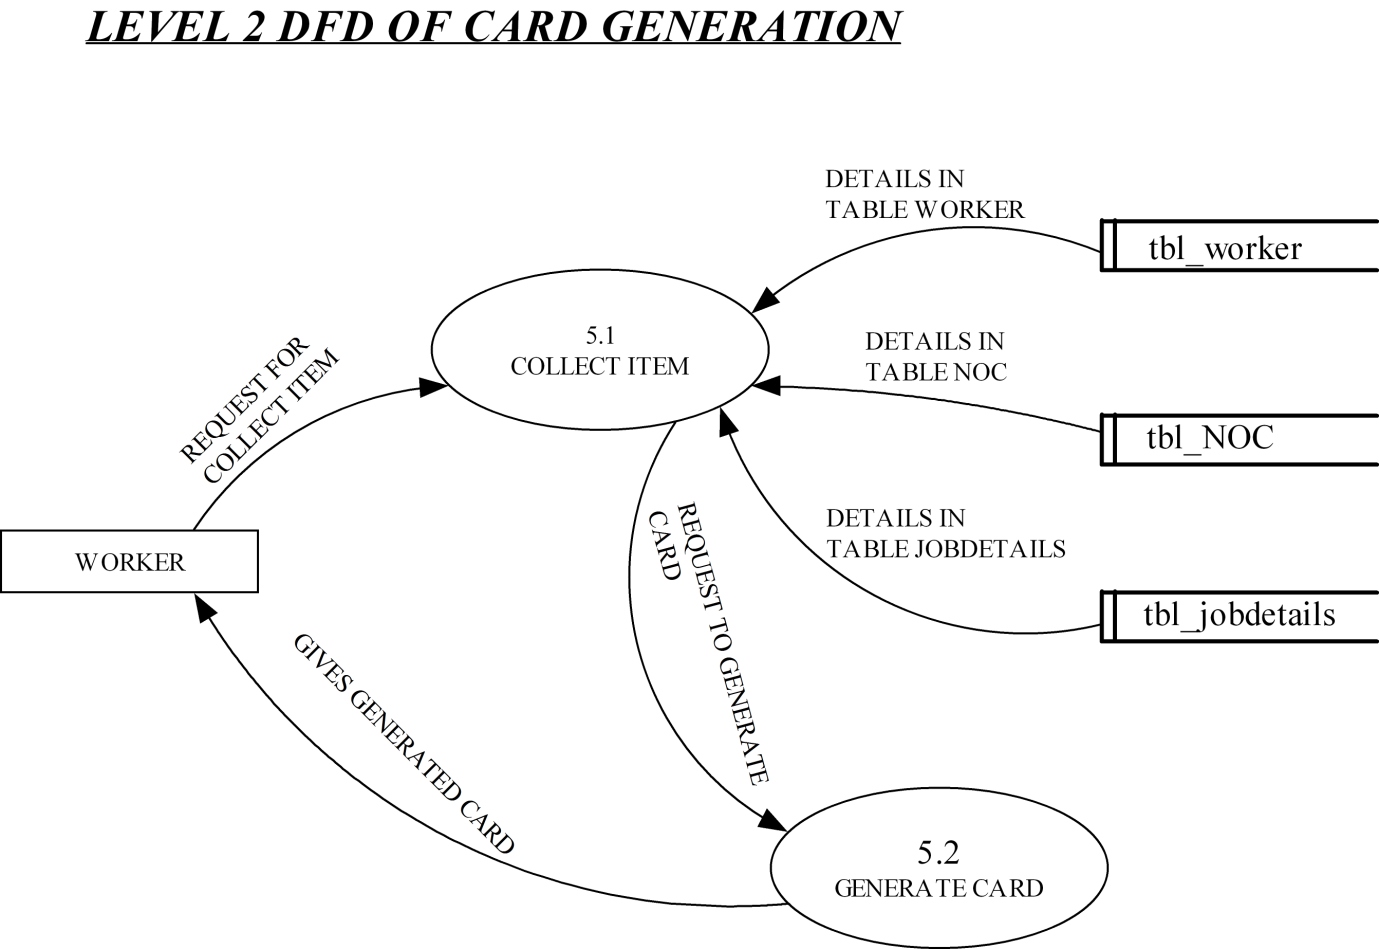 LEVEL 2 DFD OF CARD GENERATION
DETAILS IN
TABLE WORKER
tbl_worker
5.1
COLLECT ITEM
REQUEST FOR
COLLECT ITEM
DETAILS IN
TABLE NOC
tbl_NOC
DETAILS IN
TABLE JOBDETAILS
tbl_jobdetails
WORKER
REQUEST TO GENERATE
CARD
GIVES GENERATED CARD
5.2
GENERATE CARD